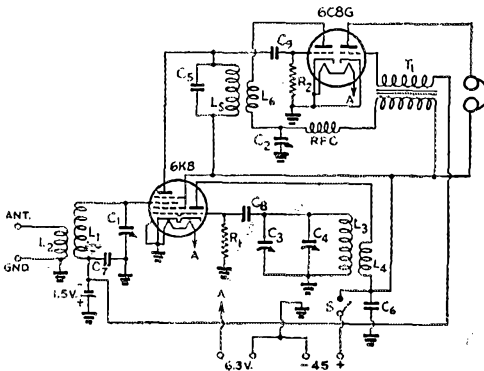 6C8G
C9
C5
R2
A
T1
L5
L6
C2
RFC
6K8
ANT.
C1
C8
L3
L2
L1
C3
C4
GND
C7
A
R1
L4
1.5V. - +
A
S
C6
6.3V.
-45 +